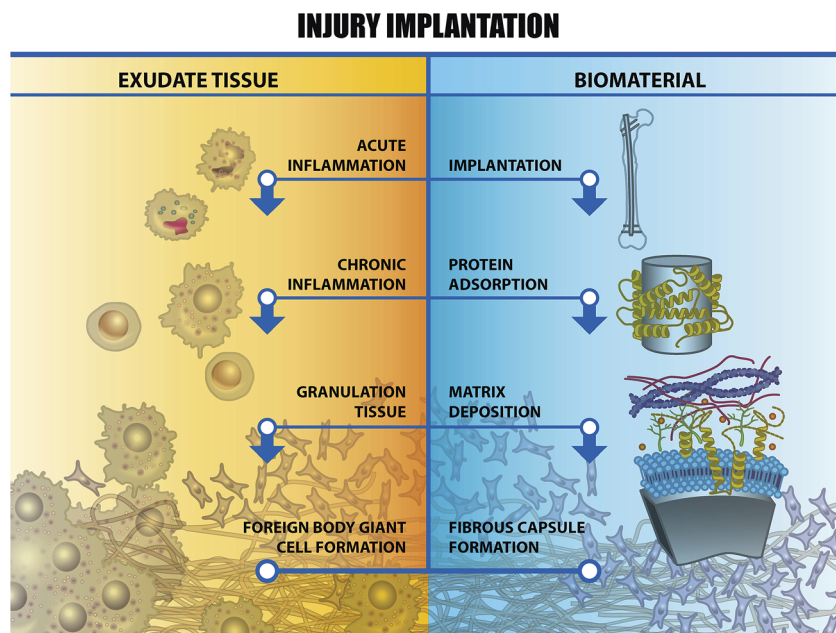 INJURY IMPLANTATION
EXUDATE TISSUE
BIOMATERIAL
ACUTE
INFLAMMATION
IMPLANTATION
CHRONIC
INFLAMMATION
PROTEIN
ADSORPTION
GRANULATION
TISSUE
MATRIX
DEPOSITION
FOREIGN BODY GIANT
CELL FORMATION
FIBROUS CAPSULE
FORMATION